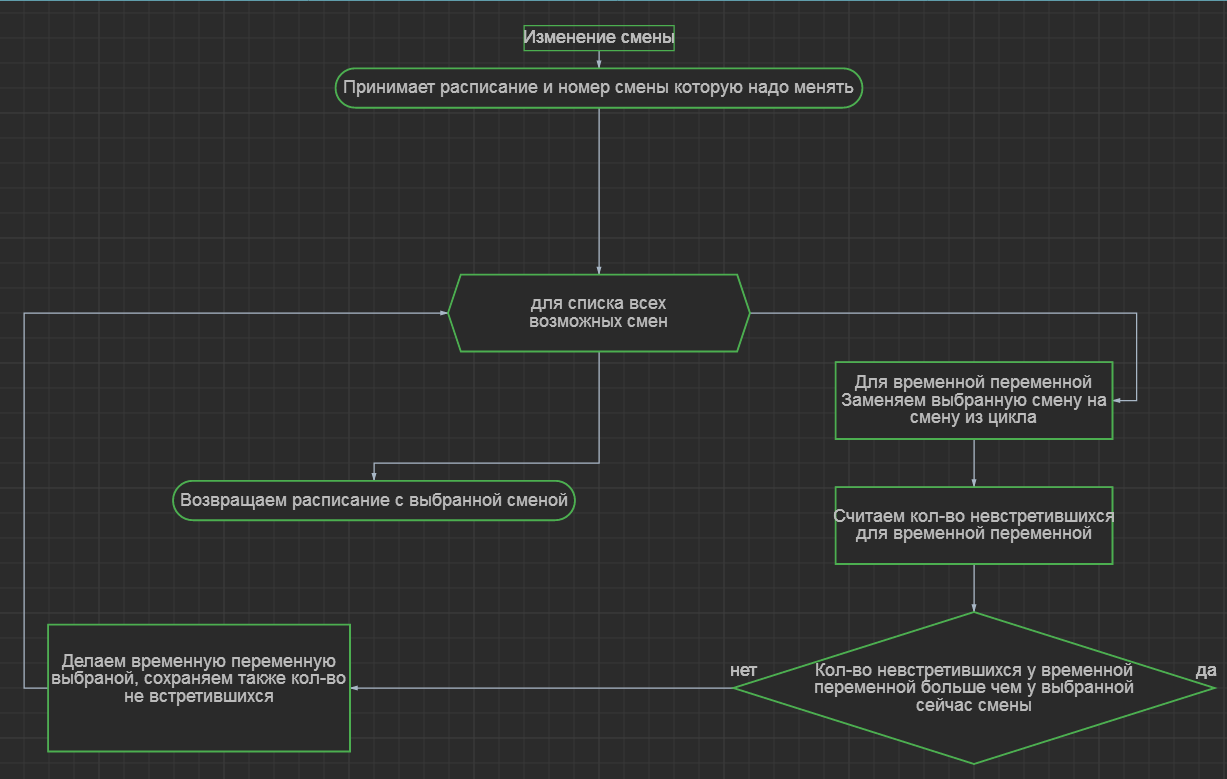 Изменение смены
Принимает расписание и номер смены которую надо менять
для списка всех
возможных смен
Для временной переменной
Заменяем выбранную смену на
смену из цикла
Возвращаем расписание с выбранной сменой
Считаем кол-во невстретившихся
для временной переменной
Делаем временную переменную
выбраной, сохраняем также кол-во
не встретившихся
нет
Кол-во невстретившихся у временной
переменной больше чем у выбранной
сейчас смены
да